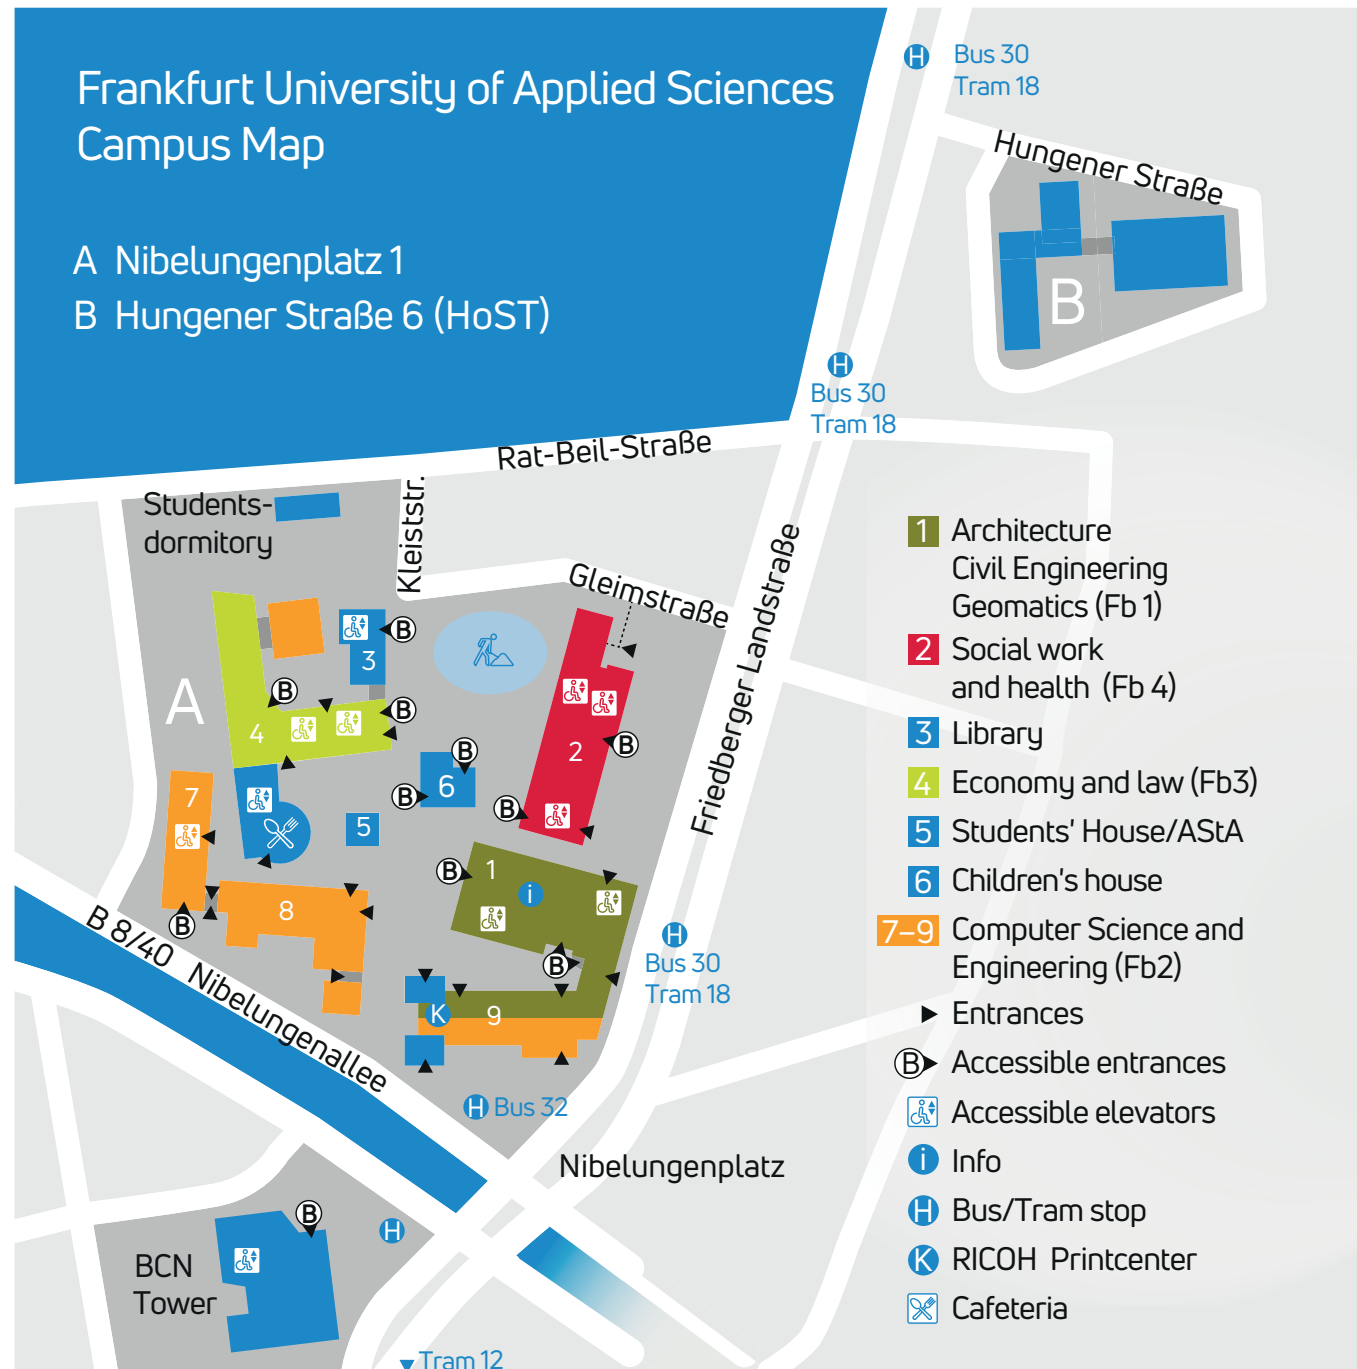 Frankfurt University of Applied Sciences
Campus Map
A Nibelungenplatz 1
B Hungener Straße 6 (HoST)
H Bus 30
Tram 18
Hungener Straße
B
H
Bus 30
Tram 18
Rat-Beil-Straße
Students-
dormitory
Kleiststr.
Gleimstraße
Friedberger Landstraße
A
3
B
B
B
4
2
B
B
B
6
B
7
5
1
B
i
8
B
B
H
Bus 30
Tram 18
K
9
B 8/40 Nibelungenallee
H Bus 32
Nibelungenplatz
B
H
BCN
Tower
Tram 12
1 Architecture
Civil Engineering
Geomatics (Fb 1)
2 Social work
and health (Fb 4)
3 Library
4 Economy and law (Fb3)
5 Students' House/AStA
6 Children's house
7–9 Computer Science and
Engineering (Fb2)
Entrances
B Accessible entrances
Accessible elevators
i Info
H Bus/Tram stop
K RICOH Printcenter
Cafeteria